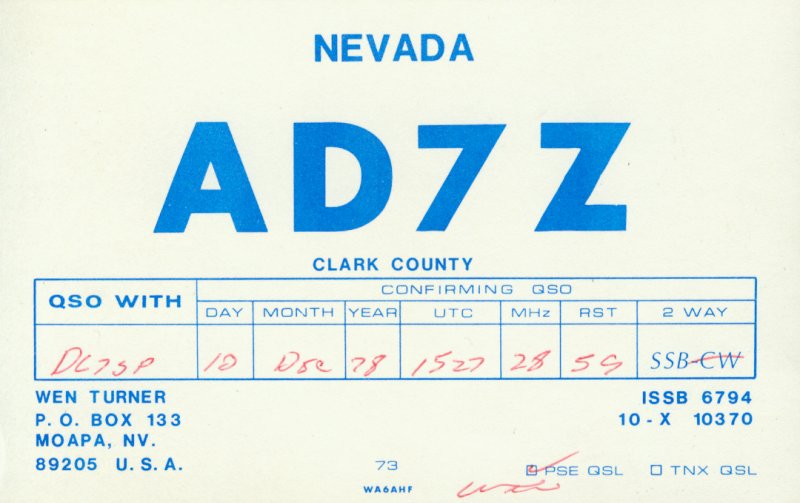 NEVADA
AD7Z
CLARK COUNTY
QSO WITH
CONFIRMING QSO
DAY MONTH YEAR UTC MHz RST 2 WAY
10 Dec 78 1527 28 59 SSB-CW
WEN TURNER
P. O. BOX 133
MOAPA, NV.
89205 U. S. A.
ISSB 6794
10 - X 10370
73
WA6AHF
PSE QSL TNX QSL
Wen